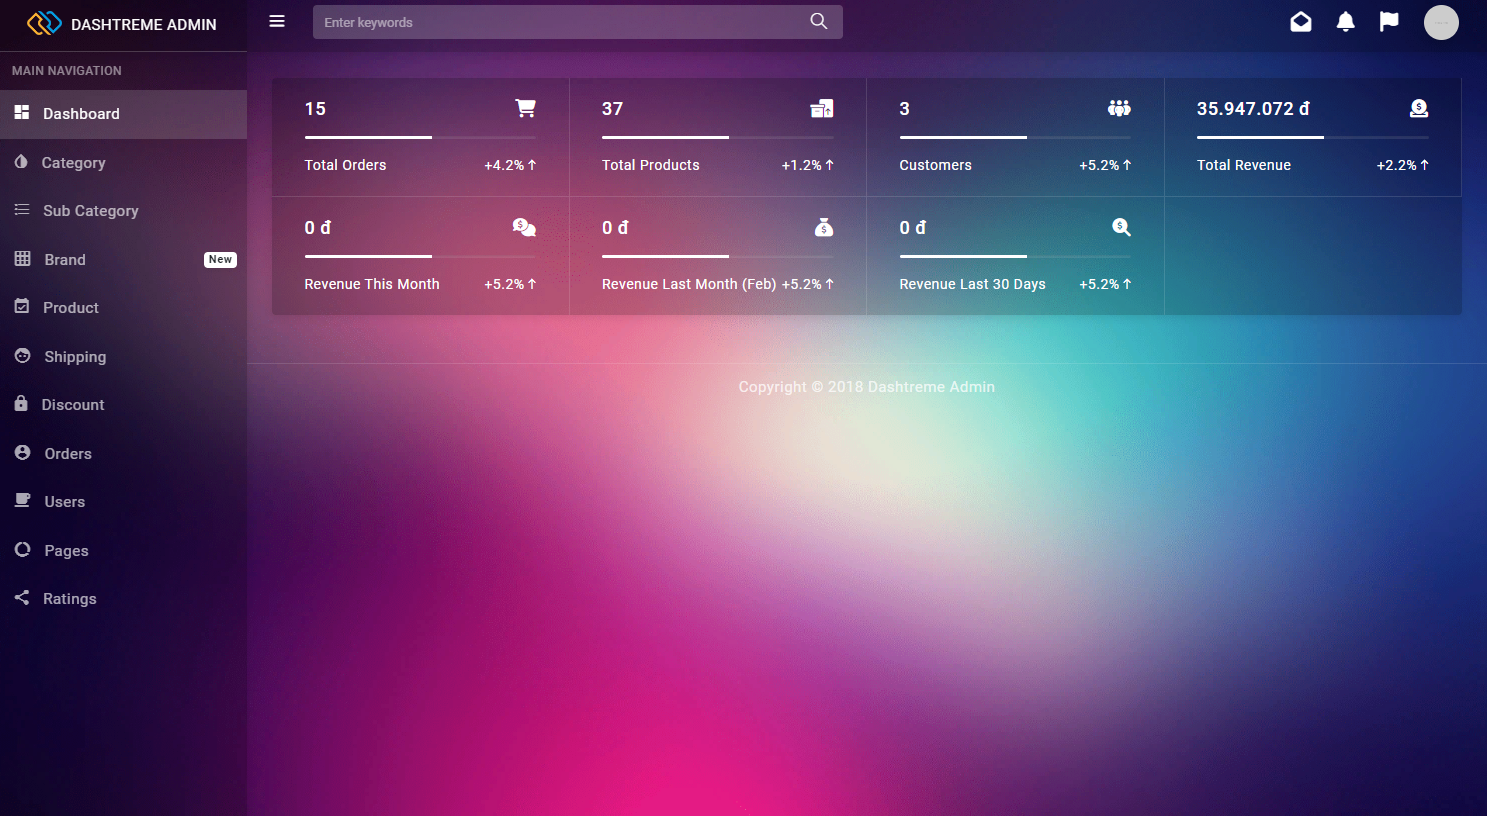 DASHTREME ADMIN
Enter keywords
MAIN NAVIGATION
Dashboard
Category
Sub Category
Brand New
Product
Shipping
Discount
Orders
Users
Pages
Ratings
15
Total Orders +4.2%
37
Total Products +1.2%
3
Customers +5.2%
35.947.072 đ
Total Revenue +2.2%
0 đ
Revenue This Month +5.2%
0 đ
Revenue Last Month (Feb) +5.2%
0 đ
Revenue Last 30 Days +5.2%
Copyright © 2018 Dashtreme Admin